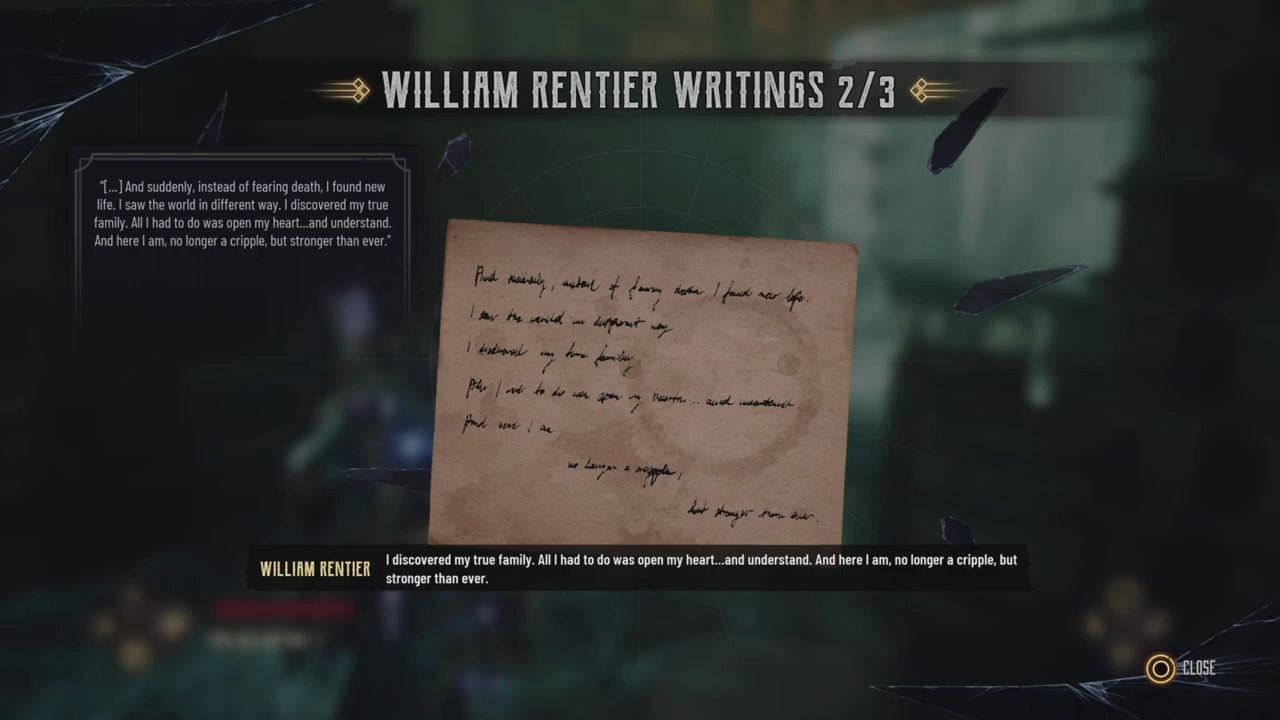 WILLIAM RENTIER WRITINGS 2/3
"[...] And suddenly, instead of fearing death, I found new
life. I saw the world in different way. I discovered my true
family. All I had to do was open my heart...and understand.
And here I am, no longer a cripple, but stronger than ever."
And suddenly, instead of fearing death, I found new life.
I saw the world in different way
I discovered my true family.
All I had to do was open my heart... and understand
And here I am
no longer a cripple,
but stronger than ever.
WILLIAM RENTIER
I discovered my true family. All I had to do was open my heart...and understand. And here I am, no longer a cripple, but
stronger than ever.
CLOSE